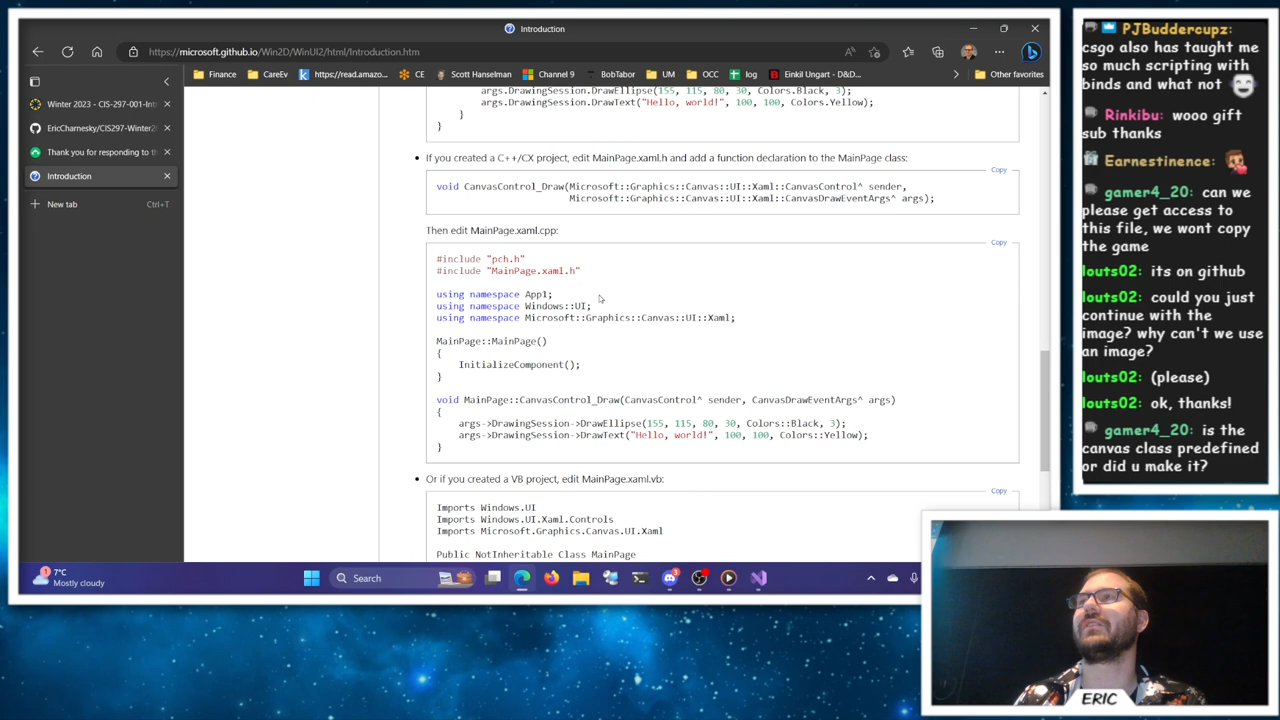 Introduction
https://microsoft.github.io/Win2D/WinUI2/html/Introduction.htm
Finance
CareEv
https://read.amazo...
CE
Scott Hanselman
Channel 9
BobTabor
UM
OCC
log
Einkil Ungart - D&D...
Other favorites
Winter 2023 - CIS-297-001-Int
EricCharnesky/CIS297-Winter2
Thank you for responding to th
Introduction
New tab
Ctrl+T
args.DrawingSession.DrawEllipse(155, 115, 80, 30, Colors.Black, 3);
args.DrawingSession.DrawText("Hello, world!", 100, 100, Colors.Yellow);
}
}
If you created a C++/CX project, edit MainPage.xaml.h and add a function declaration to the MainPage class:
Copy
void CanvasControl_Draw(Microsoft::Graphics::Canvas::UI::Xaml::CanvasControl^ sender,
Microsoft::Graphics::Canvas::UI::Xaml::CanvasDrawEventArgs^ args);
Then edit MainPage.xaml.cpp:
Copy
#include "pch.h"
#include "MainPage.xaml.h"
using namespace App1;
using namespace Windows::UI;
using namespace Microsoft::Graphics::Canvas::UI::Xaml;
MainPage::MainPage()
{
InitializeComponent();
}
void MainPage::CanvasControl_Draw(CanvasControl^ sender, CanvasDrawEventArgs^ args)
{
args->DrawingSession->DrawEllipse(155, 115, 80, 30, Colors::Black, 3);
args->DrawingSession->DrawText("Hello, world!", 100, 100, Colors::Yellow);
}
Or if you created a VB project, edit MainPage.xaml.vb:
Copy
Imports Windows.UI
Imports Windows.UI.Xaml.Controls
Imports Microsoft.Graphics.Canvas.UI.Xaml
Public NotInheritable Class MainPage
1
7°C
Mostly cloudy
Search
3
PJBuddercupz:
csgo also has taught me
so much scripting with
binds and what not
Rinkibu: wooo gift
sub thanks
Earnestinence:
gamer4_20: can we
please get access to
this file, we wont copy
the game
louts02: its on github
louts02: could you just
continue with the
image? why can't we use
an image?
louts02: (please)
louts02: ok, thanks!
gamer4_20: is the
canvas class predefined
or did u make it?
ERIC